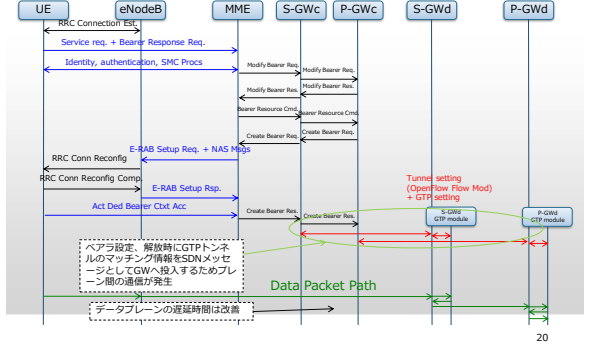 UE
eNodeB
MME
S-GWc
P-GWc
S-GWd
P-GWd
RRC Connection Est.
Service req. + Bearer Response Req.
Identity, authentication, SMC Procs
Modify Bearer Req.
Modify Bearer Req.
Modify Bearer Res.
Modify Bearer Res.
Bearer Resource Cmd.
Bearer Resource Cmd.
Create Bearer Req.
Create Bearer Req.
E-RAB Setup Req. + NAS Msgs
RRC Conn Reconfig
RRC Conn Reconfig Comp.
E-RAB Setup Rsp.
Act Ded Bearer Ctxt Acc
Create Bearer Res.
Create Bearer Res.
Tunnel setting
(OpenFlow Flow Mod)
+ GTP setting
S-GWd
GTP module
P-GWd
GTP module
ベアラ設定、解放時にGTPトンネ
ルのマッチング情報をSDNメッセ
ージとしてGWへ投入するためプレ
ーン間の通信が発生
Data Packet Path
データプレーンの遅延時間は改善
20